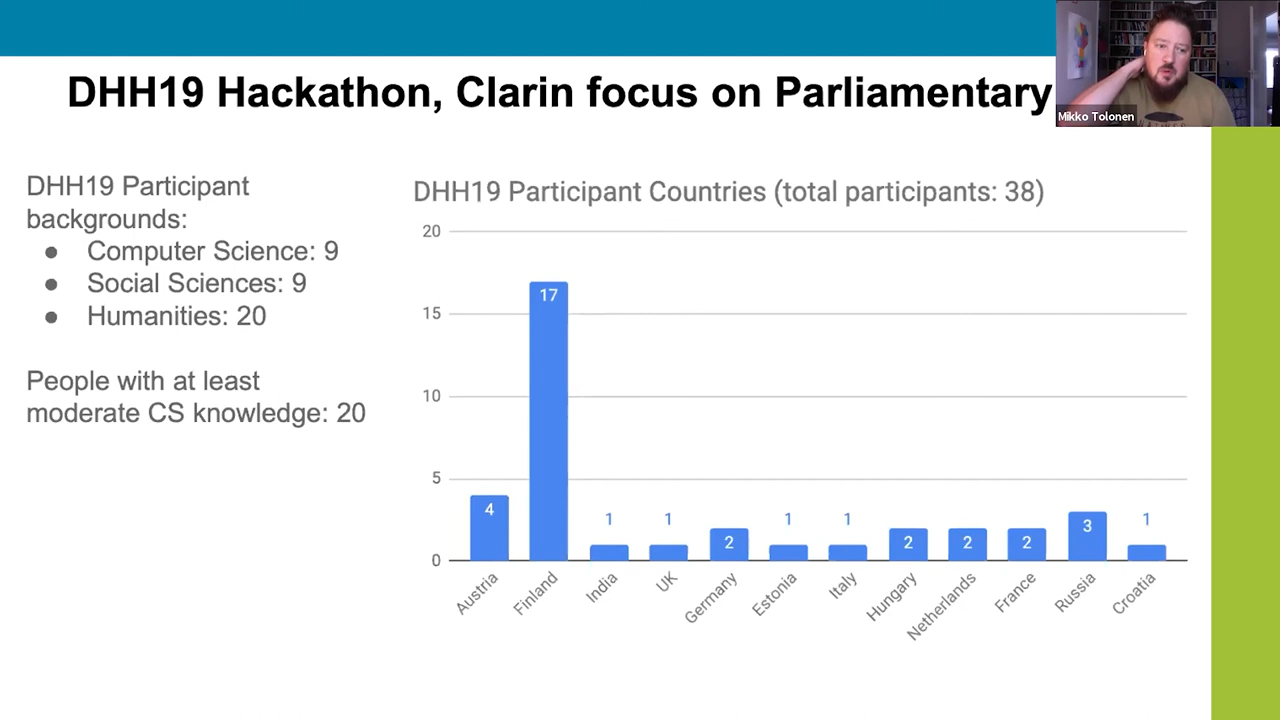 DHH19 Hackathon, Clarin focus on Parliamentary
Mikko Tolonen
DHH19 Participant
backgrounds:
● Computer Science: 9
● Social Sciences: 9
● Humanities: 20
People with at least
moderate CS knowledge: 20
DHH19 Participant Countries (total participants: 38)
20
15
10
5
0
4
17
1
1
2
1
1
2
2
2
3
1
Austria
Finland
India
UK
Germany
Estonia
Italy
Hungary
Netherlands
France
Russia
Croatia